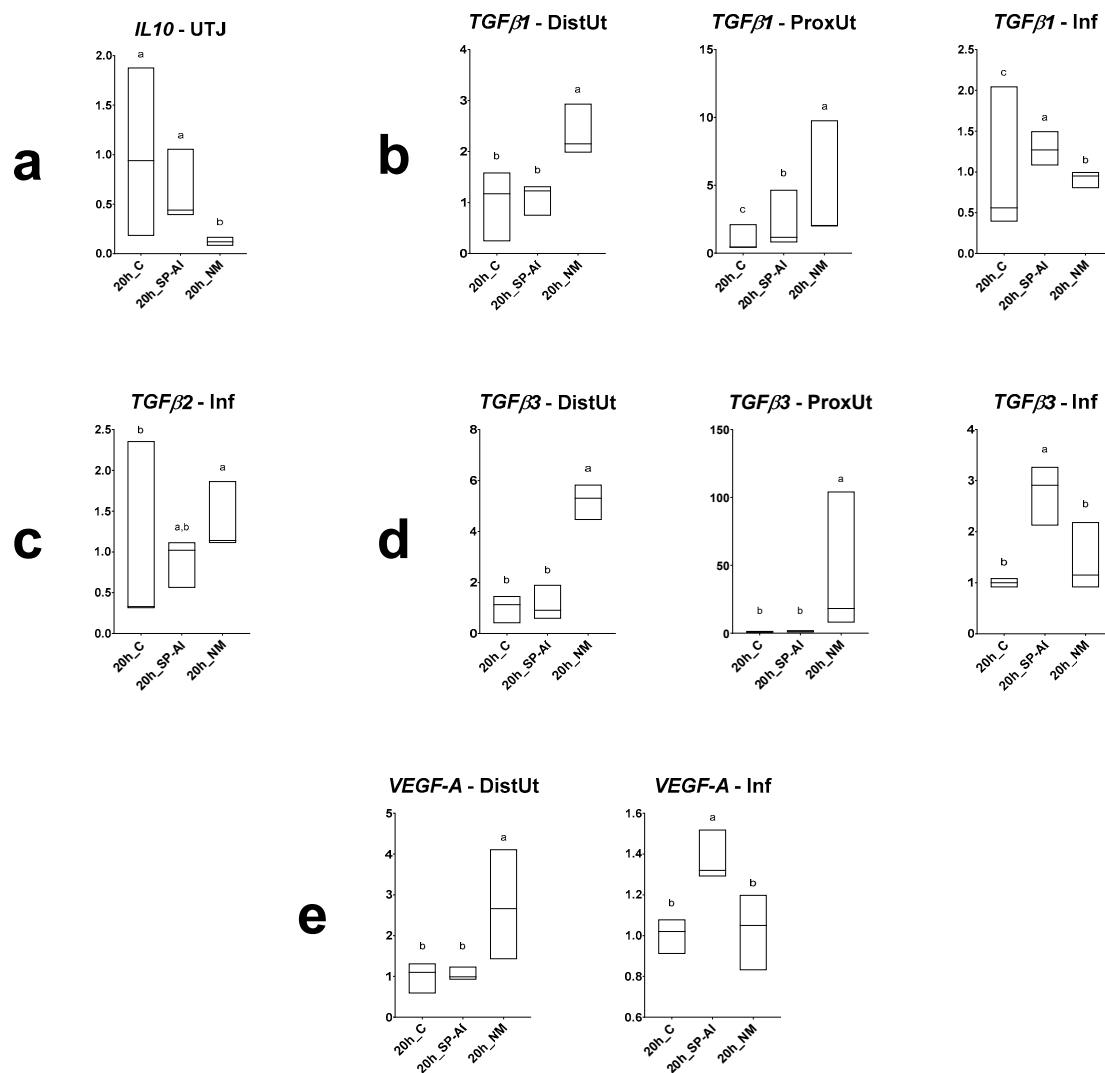 a
IL10 - UTJ
a
a
b
2.0
1.5
1.0
0.5
0.0
20h_C
20h_SP-AI
20h_NM
b
TGFβ1 - DistUt
b
b
a
4
3
2
1
0
20h_C
20h_SP-AI
20h_NM
TGFβ1 - ProxUt
c
b
a
15
10
5
0
20h_C
20h_SP-AI
20h_NM
TGFβ1 - Inf
c
a
b
2.5
2.0
1.5
1.0
0.5
0.0
20h_C
20h_SP-AI
20h_NM
c
TGFβ2 - Inf
b
a,b
a
2.5
2.0
1.5
1.0
0.5
0.0
20h_C
20h_SP-AI
20h_NM
d
TGFβ3 - DistUt
b
b
a
8
6
4
2
0
20h_C
20h_SP-AI
20h_NM
TGFβ3 - ProxUt
b
b
a
150
100
50
0
20h_C
20h_SP-AI
20h_NM
TGFβ3 - Inf
b
a
b
4
3
2
1
0
20h_C
20h_SP-AI
20h_NM
e
VEGF-A - DistUt
b
b
a
5
4
3
2
1
0
20h_C
20h_SP-AI
20h_NM
VEGF-A - Inf
b
a
b
1.6
1.4
1.2
1.0
0.8
0.6
20h_C
20h_SP-AI
20h_NM